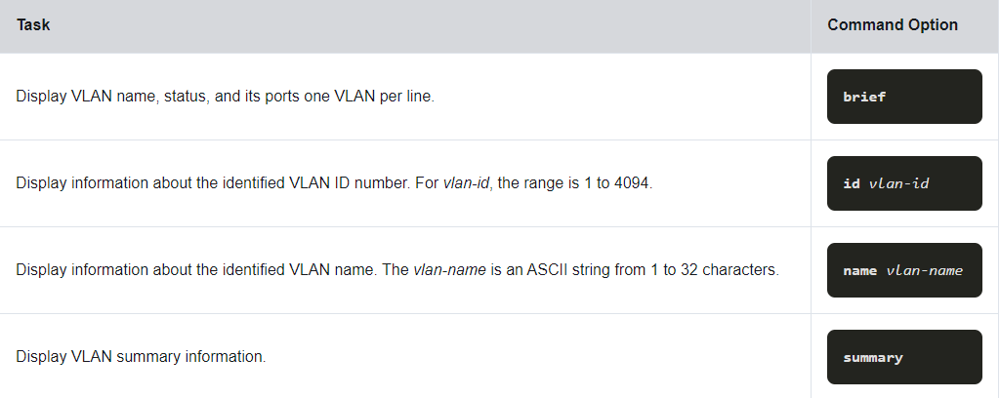 Task Command Option
Display VLAN name, status, and its ports one VLAN per line. brief
Display information about the identified VLAN ID number. For vlan-id, the range is 1 to 4094. id vlan-id
Display information about the identified VLAN name. The vlan-name is an ASCII string from 1 to 32 characters. name vlan-name
Display VLAN summary information. summary